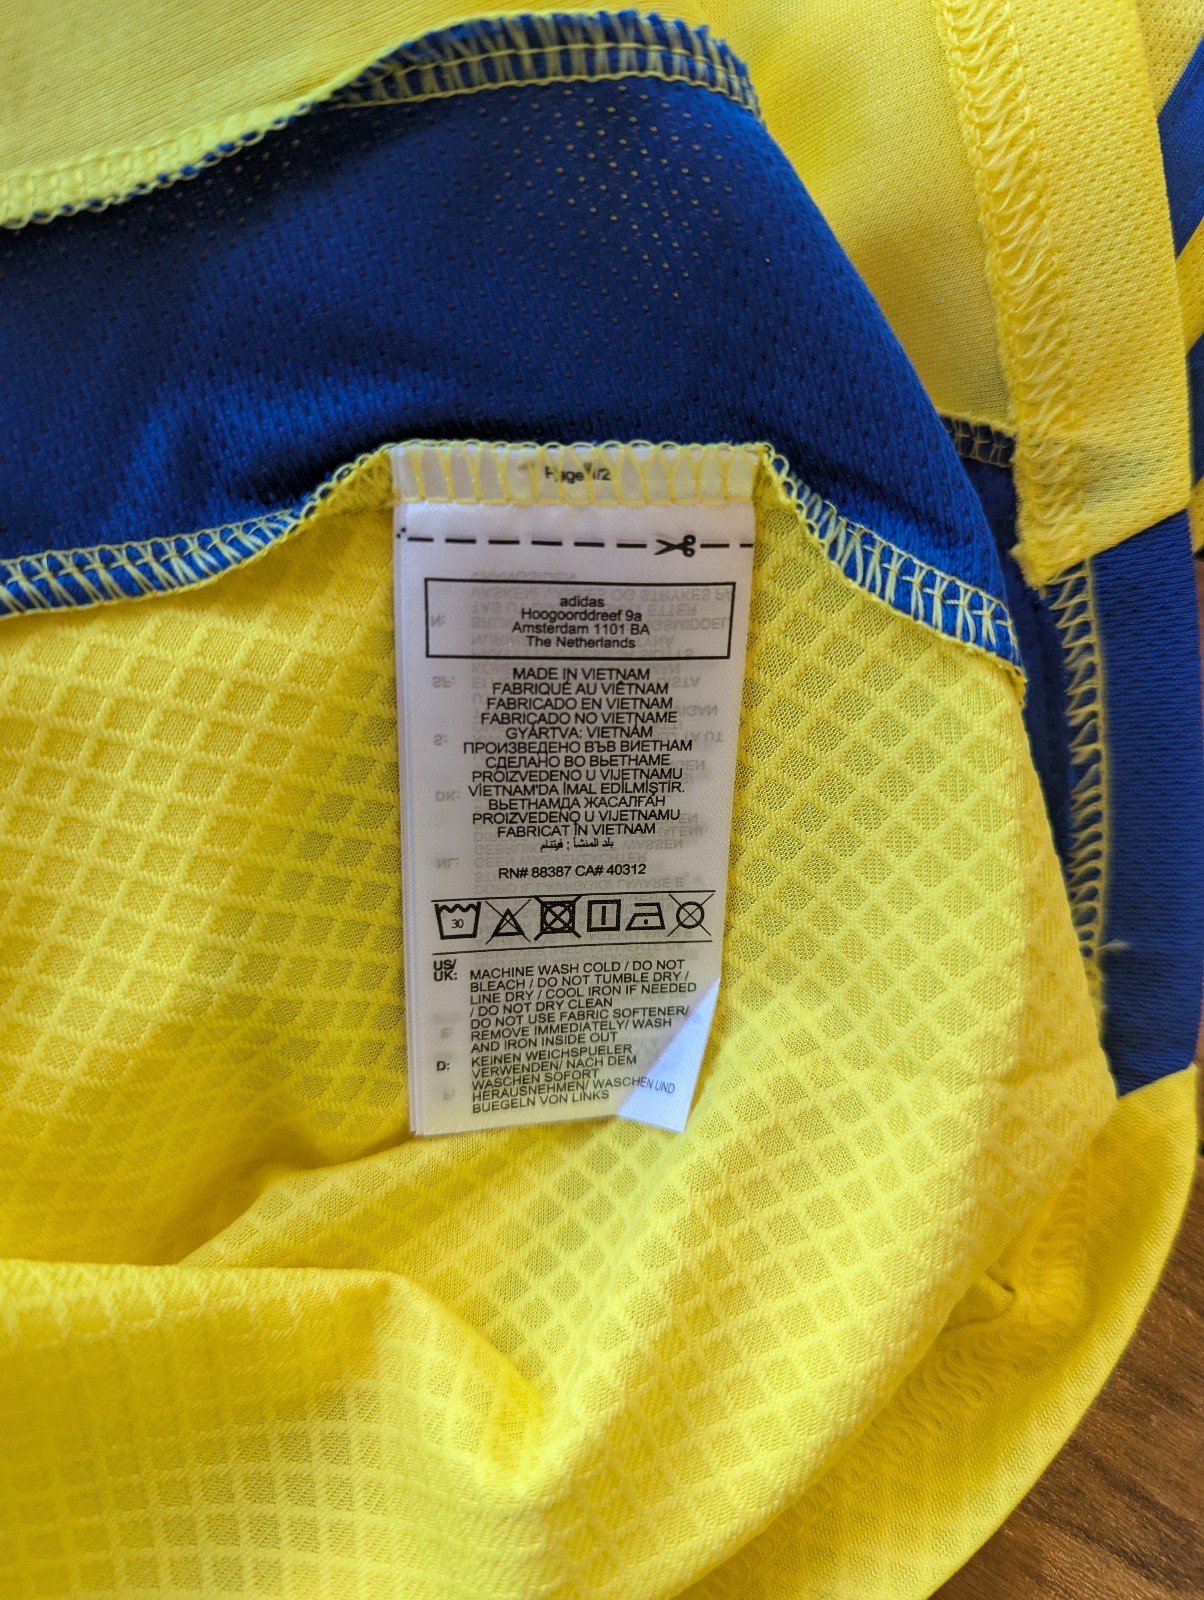 Page 1/2
adidas
Hoogoorddreef 9a
Amsterdam 1101 BA
The Netherlands
MADE IN VIETNAM
FABRIQUÉ AU VIÊTNAM
FABRICADO EN VIETNAM
FABRICADO NO VIETNAME
GYÁRTVA: VIETNÁM
ПРОИЗВЕДЕНО ВЪВ ВИЕТНАМ
СДЕЛАНО ВО ВЬЕТНАМЕ
PROIZVEDENO U VIJETNAMU
VİETNAM'DA İMAL EDİLMİŞTİR.
ВЬЕТНАМДА ЖАСАЛҒАН
PROIZVEDENO U VIJETNAMU
FABRICAT ÎN VIETNAM
بلد المنشأ : فيتنام
RN# 88387 CA# 40312
30
US/
UK: MACHINE WASH COLD / DO NOT
BLEACH / DO NOT TUMBLE DRY /
LINE DRY / COOL IRON IF NEEDED
/ DO NOT DRY CLEAN
DO NOT USE FABRIC SOFTENER/
REMOVE IMMEDIATELY/ WASH
AND IRON INSIDE OUT
D: KEINEN WEICHSPUELER
VERWENDEN/ NACH DEM
WASCHEN SOFORT
HERAUSNEHMEN/ WASCHEN UND
BUEGELN VON LINKS